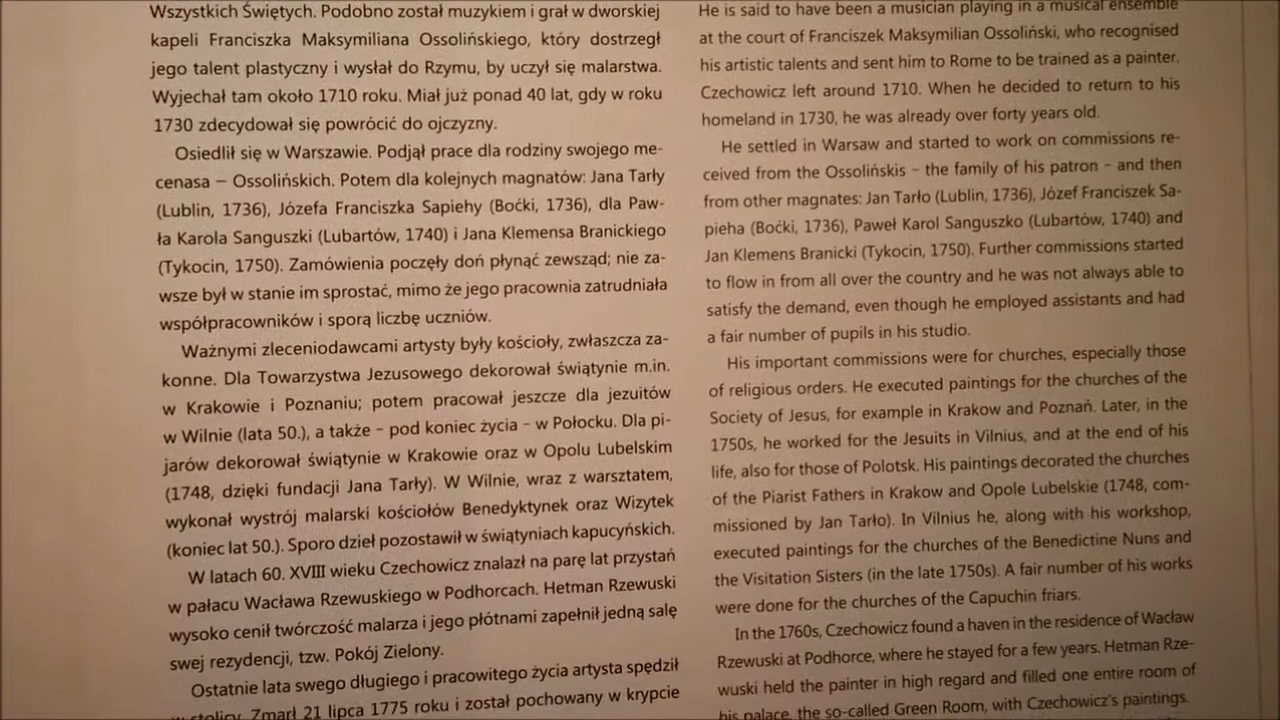 Wszystkich Świętych. Podobno został muzykiem i grał w dworskiej
kapeli Franciszka Maksymiliana Ossolińskiego, który dostrzegł
jego talent plastyczny i wysłał do Rzymu, by uczył się malarstwa.
Wyjechał tam około 1710 roku. Miał już ponad 40 lat, gdy w roku
1730 zdecydował się powrócić do ojczyzny.
Osiedlił się w Warszawie. Podjął prace dla rodziny swojego me-
cenasa – Ossolińskich. Potem dla kolejnych magnatów: Jana Tarły
(Lublin, 1736), Józefa Franciszka Sapiehy (Boćki, 1736), dla Paw-
ła Karola Sanguszki (Lubartów, 1740) i Jana Klemensa Branickiego
(Tykocin, 1750). Zamówienia poczęły doń płynąć zewsząd; nie za-
wsze był w stanie im sprostać, mimo że jego pracownia zatrudniała
współpracowników i sporą liczbę uczniów.
Ważnymi zleceniodawcami artysty były kościoły, zwłaszcza za-
konne. Dla Towarzystwa Jezusowego dekorował świątynie m.in.
w Krakowie i Poznaniu; potem pracował jeszcze dla jezuitów
w Wilnie (lata 50.), a także – pod koniec życia – w Połocku. Dla pi-
jarów dekorował świątynie w Krakowie oraz w Opolu Lubelskim
(1748, dzięki fundacji Jana Tarły). W Wilnie, wraz z warsztatem,
wykonał wystrój malarski kościołów Benedyktynek oraz Wizytek
(koniec lat 50.). Sporo dzieł pozostawił w świątyniach kapucyńskich.
W latach 60. XVIII wieku Czechowicz znalazł na parę lat przystań
w pałacu Wacława Rzewuskiego w Podhorcach. Hetman Rzewuski
wysoko cenił twórczość malarza i jego płótnami zapełnił jedną salę
swej rezydencji, tzw. Pokój Zielony.
Ostatnie lata swego długiego i pracowitego życia artysta spędził
w stolicy. Zmarł 21 lipca 1775 roku i został pochowany w krypcie
He is said to have been a musician playing in a musical ensemble
at the court of Franciszek Maksymilian Ossoliński, who recognised
his artistic talents and sent him to Rome to be trained as a painter.
Czechowicz left around 1710. When he decided to return to his
homeland in 1730, he was already over forty years old.
He settled in Warsaw and started to work on commissions re-
ceived from the Ossolińskis – the family of his patron – and then
from other magnates: Jan Tarło (Lublin, 1736), Józef Franciszek Sa-
pieha (Boćki, 1736), Paweł Karol Sanguszko (Lubartów, 1740) and
Jan Klemens Branicki (Tykocin, 1750). Further commissions started
to flow in from all over the country and he was not always able to
satisfy the demand, even though he employed assistants and had
a fair number of pupils in his studio.
His important commissions were for churches, especially those
of religious orders. He executed paintings for the churches of the
Society of Jesus, for example in Krakow and Poznań. Later, in the
1750s, he worked for the Jesuits in Vilnius, and at the end of his
life, also for those of Polotsk. His paintings decorated the churches
of the Piarist Fathers in Krakow and Opole Lubelskie (1748, com-
missioned by Jan Tarło). In Vilnius he, along with his workshop,
executed paintings for the churches of the Benedictine Nuns and
the Visitation Sisters (in the late 1750s). A fair number of his works
were done for the churches of the Capuchin friars.
In the 1760s, Czechowicz found a haven in the residence of Wacław
Rzewuski at Podhorce, where he stayed for a few years. Hetman Rze-
wuski held the painter in high regard and filled one entire room of
his palace, the so-called Green Room, with Czechowicz's paintings.